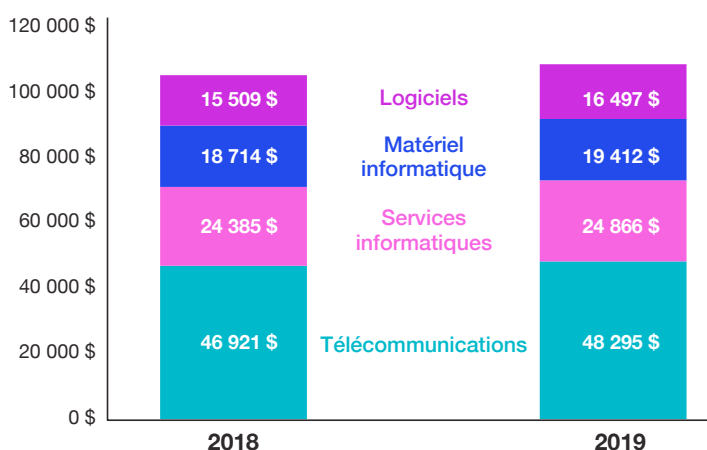 120 000 $
100 000 $
80 000 $
60 000 $
40 000 $
20 000 $
0 $
15 509 $
18 714 $
24 385 $
46 921 $
Logiciels
Matériel
informatique
Services
informatiques
Télécommunications
16 497 $
19 412 $
24 866 $
48 295 $
2018
2019